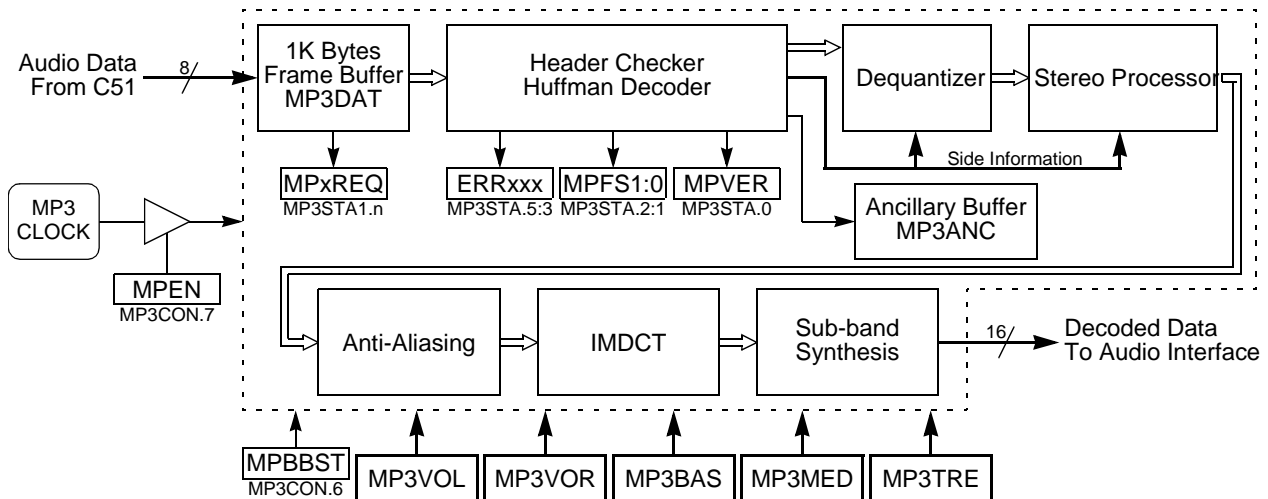 Audio Data
From C51
8
1K Bytes
Frame Buffer
MP3DAT
Header Checker
Huffman Decoder
Dequantizer
Stereo Processor
Side Information
MPxREQ
MP3STA1.n
ERRxxx
MP3STA.5:3
MPFS1:0
MP3STA.2:1
MPVER
MP3STA.0
Ancillary Buffer
MP3ANC
MP3
CLOCK
MPEN
MP3CON.7
Anti-Aliasing
IMDCT
Sub-band
Synthesis
16
Decoded Data
To Audio Interface
MPBBST
MP3CON.6
MP3VOL
MP3VOR
MP3BAS
MP3MED
MP3TRE